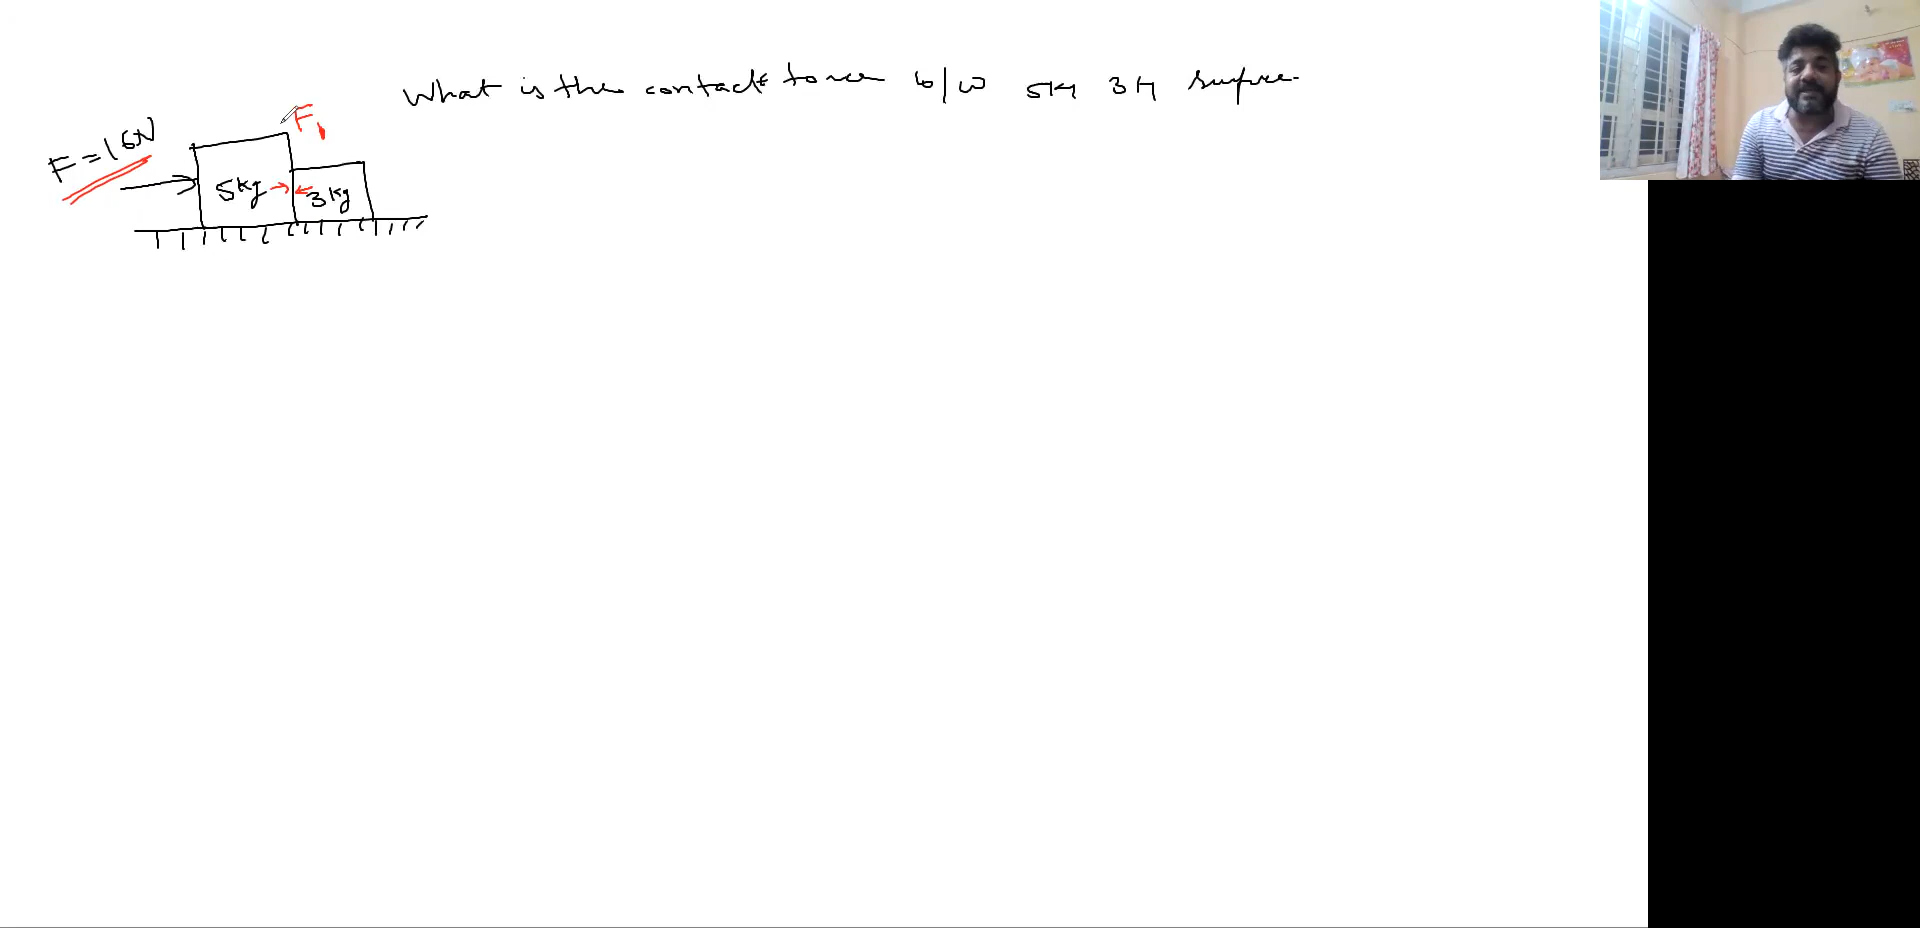 What is the contact force b/w 5kg 3kg surface
F = 16N
F1
5kg
3kg